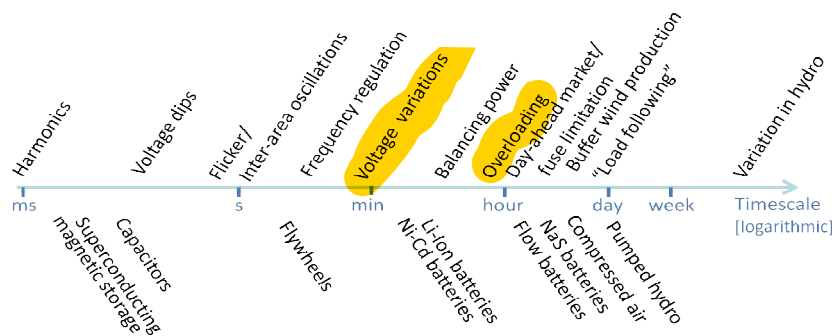 Harmonics
Voltage dips
Flicker/
Inter-area oscillations
Frequency regulation
Voltage variations
Balancing power
Overloading
Day-ahead market/
fuse limitation
Buffer wind production
“Load following”
Variation in hydro
ms
s
min
hour
day
week
Timescale
[logarithmic]
Superconducting
magnetic storage
Capacitors
Flywheels
Ni-Cd batteries
Li-Ion batteries
Flow batteries
NaS batteries
Compressed air
Pumped hydro